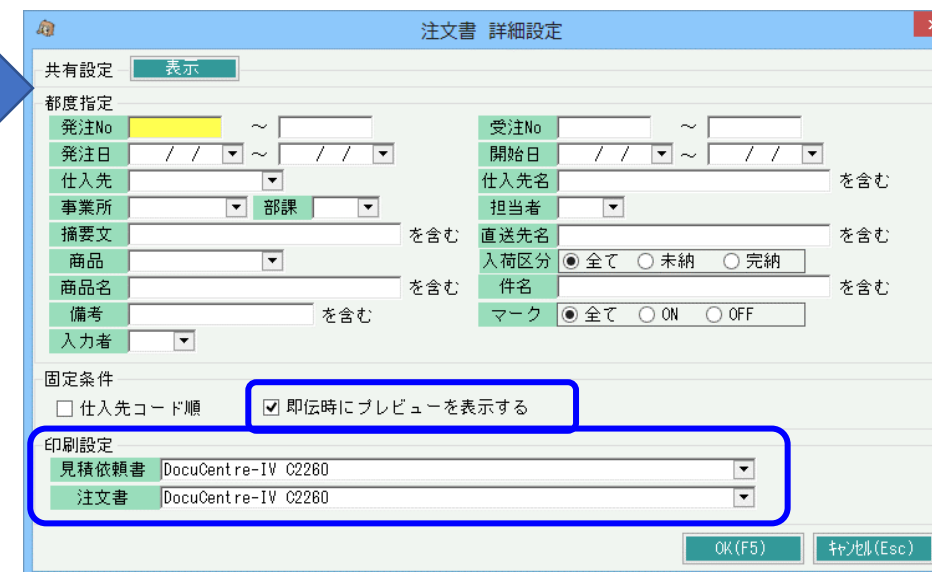 注文書 詳細設定
共有設定 表示
都度指定
発注No ～ 受注No ～
発注日 / / ～ / / 開始日 / / ～ / /
仕入先 仕入先名 を含む
事業所 部課 担当者
摘要文 を含む 直送先名 を含む
商品 入荷区分 全て 未納 完納
商品名 を含む 件名 を含む
備考 を含む マーク 全て ON OFF
入力者
固定条件
仕入先コード順 即伝時にプレビューを表示する
印刷設定
見積依頼書 DocuCentre-IV C2260
注文書 DocuCentre-IV C2260
OK(F5) ｷｬﾝｾﾙ(Esc)